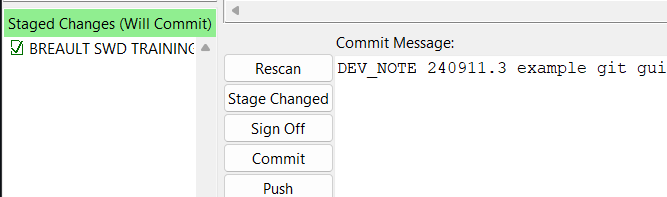 Staged Changes (Will Commit)
BREAULT SWD TRAINING
Commit Message:
DEV_NOTE 240911.3 example git gui
Rescan
Stage Changed
Sign Off
Commit
Push